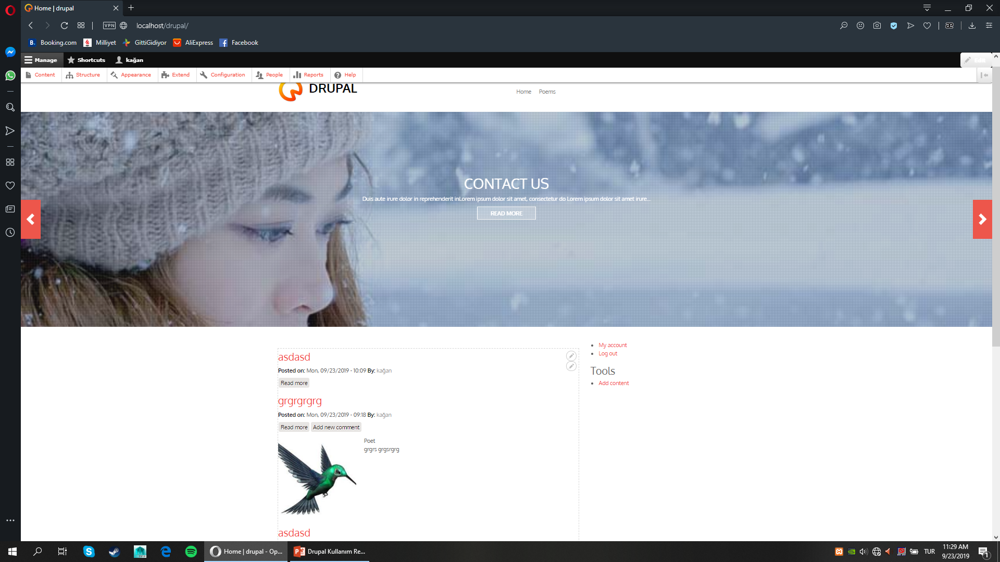 Home | drupal
VPN
localhost/drupal/
B. Booking.com Milliyet GittiGidiyor AliExpress Facebook
Manage Shortcuts kağan Edit
Content Structure Appearance Extend Configuration People Reports Help
DRUPAL
Home Poems
CONTACT US
Duis aute irure dolor in reprehenderit inLorem ipsum dolor sit amet, consectetur do Lorem ipsum dolor sit amet irure...
READ MORE
asdasd
Posted on: Mon, 09/23/2019 - 10:09 By: kağan
Read more
grgrgrgrg
Posted on: Mon, 09/23/2019 - 09:18 By: kağan
Read more Add new comment
Poet
grgrs grgsrgrg
asdasd
My account
Log out
Tools
Add content
Home | drupal - Op...
Drupal Kullanım Re...
TUR
11:29 AM
9/23/2019
1